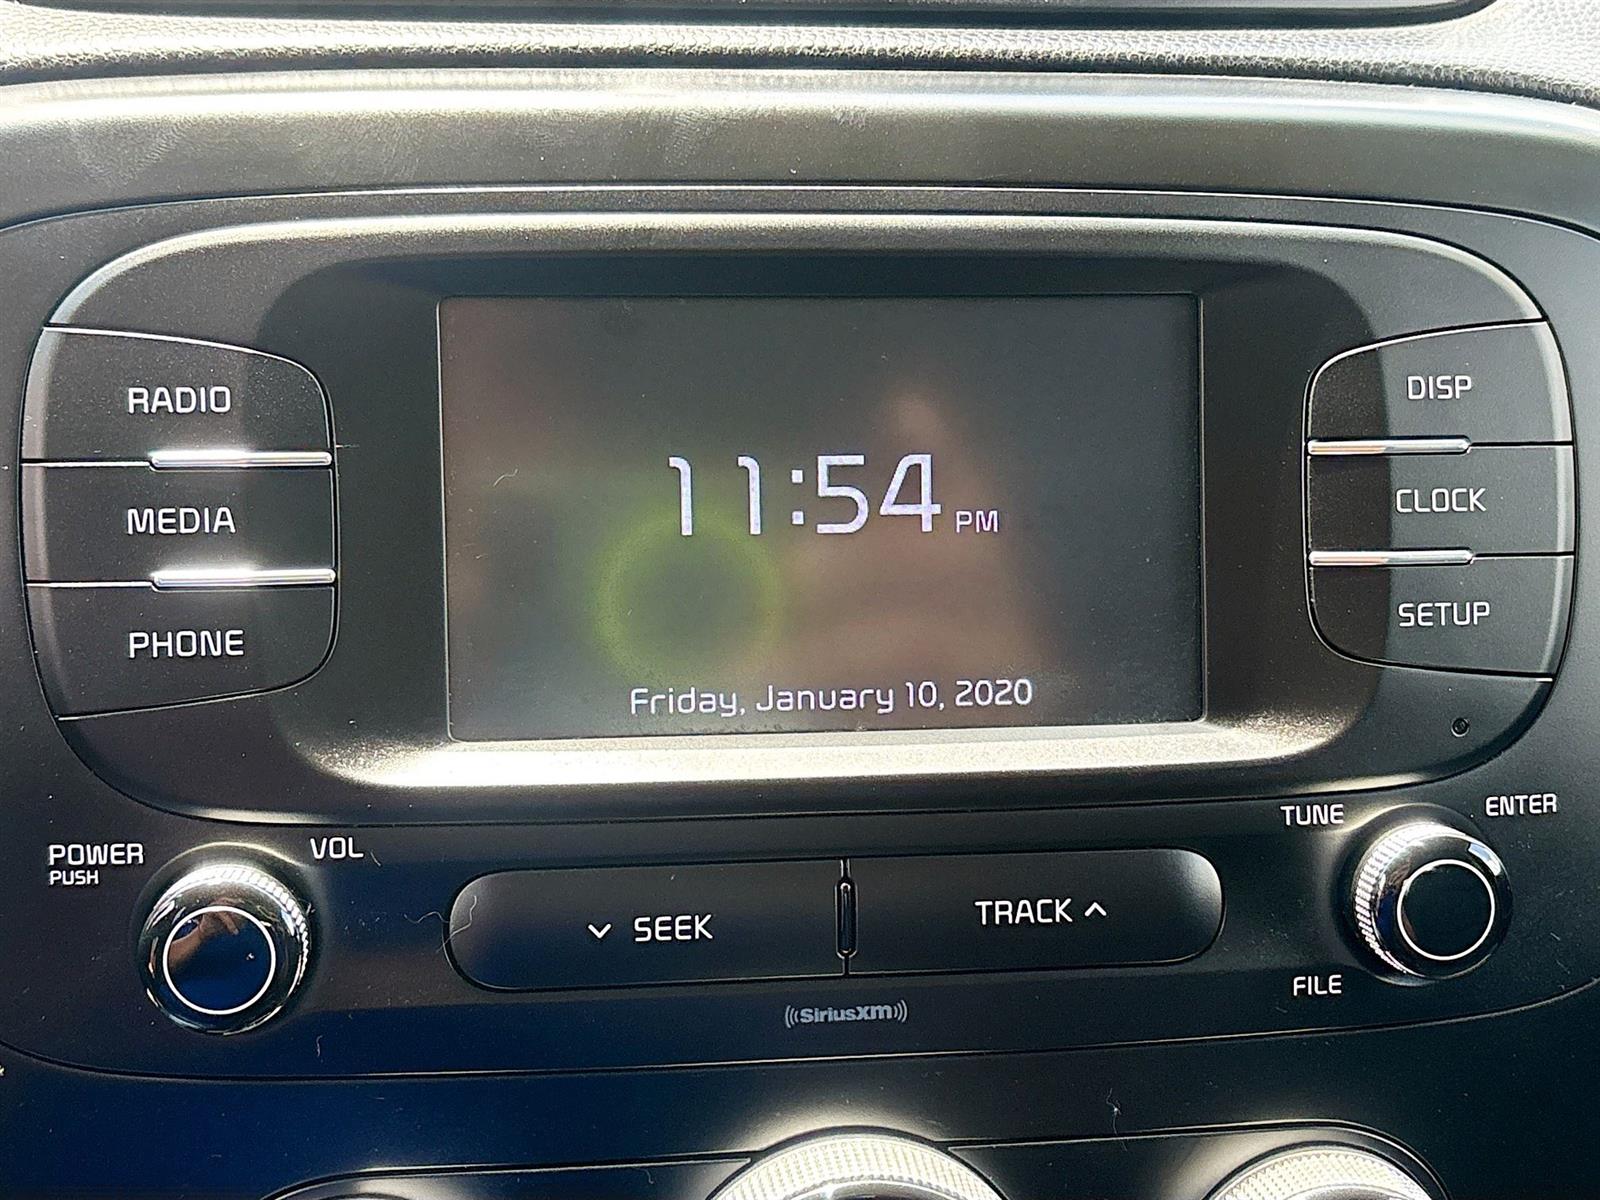 RADIO
MEDIA
PHONE
11:54 PM
Friday, January 10, 2020
DISP
CLOCK
SETUP
POWER
PUSH
VOL
SEEK
TRACK
TUNE
ENTER
FILE
SiriusXM